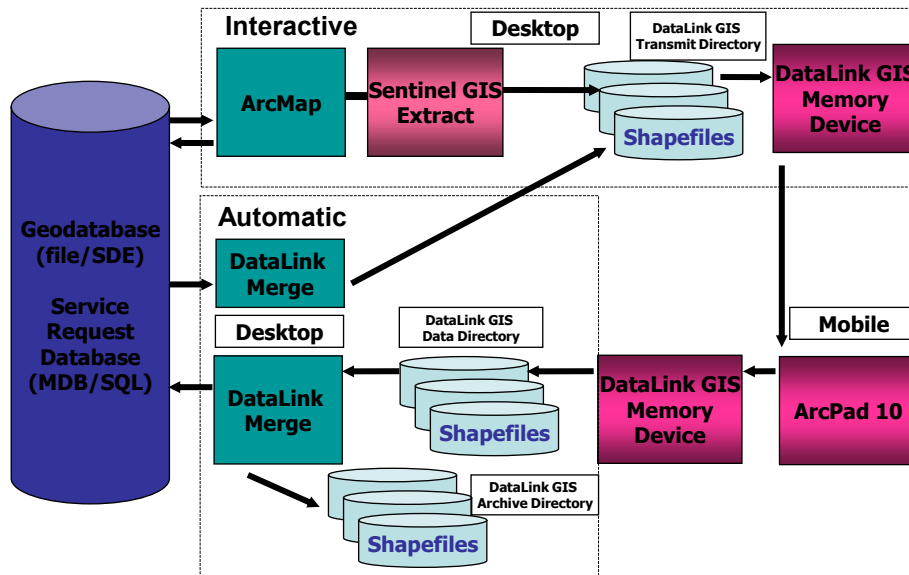 Interactive
Desktop
DataLink GIS
Transmit Directory
ArcMap
Sentinel GIS
Extract
Shapefiles
DataLink GIS
Memory
Device
Geodatabase
(file/SDE)
Service
Request
Database
(MDB/SQL)
Automatic
DataLink
Merge
Desktop
DataLink
Merge
DataLink GIS
Data Directory
Shapefiles
DataLink GIS
Memory
Device
Mobile
ArcPad 10
DataLink GIS
Archive Directory
Shapefiles